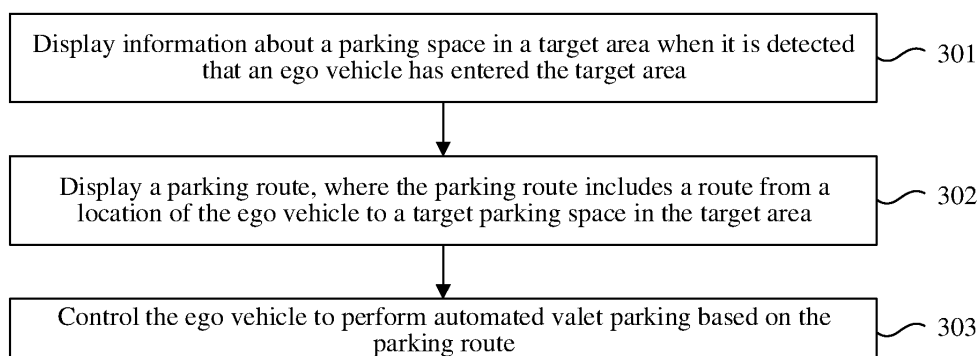 Display information about a parking space in a target area when it is detected
that an ego vehicle has entered the target area
301
Display a parking route, where the parking route includes a route from a
location of the ego vehicle to a target parking space in the target area
302
Control the ego vehicle to perform automated valet parking based on the
parking route
303